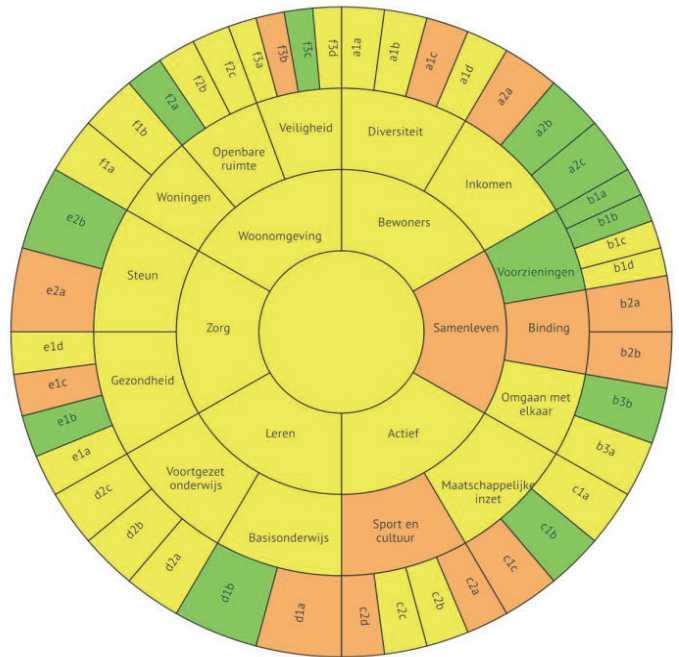 a1a
a1b
a1c
a1d
a2a
a2b
a2c
b1a
b1b
b1c
b1d
b2a
b2b
b3b
b3a
c1a
c1b
c1c
c2a
c2b
c2c
c2d
d1a
d1b
d2a
d2b
d2c
e1a
e1b
e1c
e1d
e2a
e2b
f1a
f1b
f2a
f2b
f2c
f3a
f3b
f3c
f3d
Diversiteit
Inkomen
Voorzieningen
Binding
Omgaan met
elkaar
Maatschappelijke
inzet
Sport en
cultuur
Basisonderwijs
Voortgezet
onderwijs
Gezondheid
Steun
Woningen
Openbare
ruimte
Veiligheid
Bewoners
Samenleven
Actief
Leren
Zorg
Woonomgeving